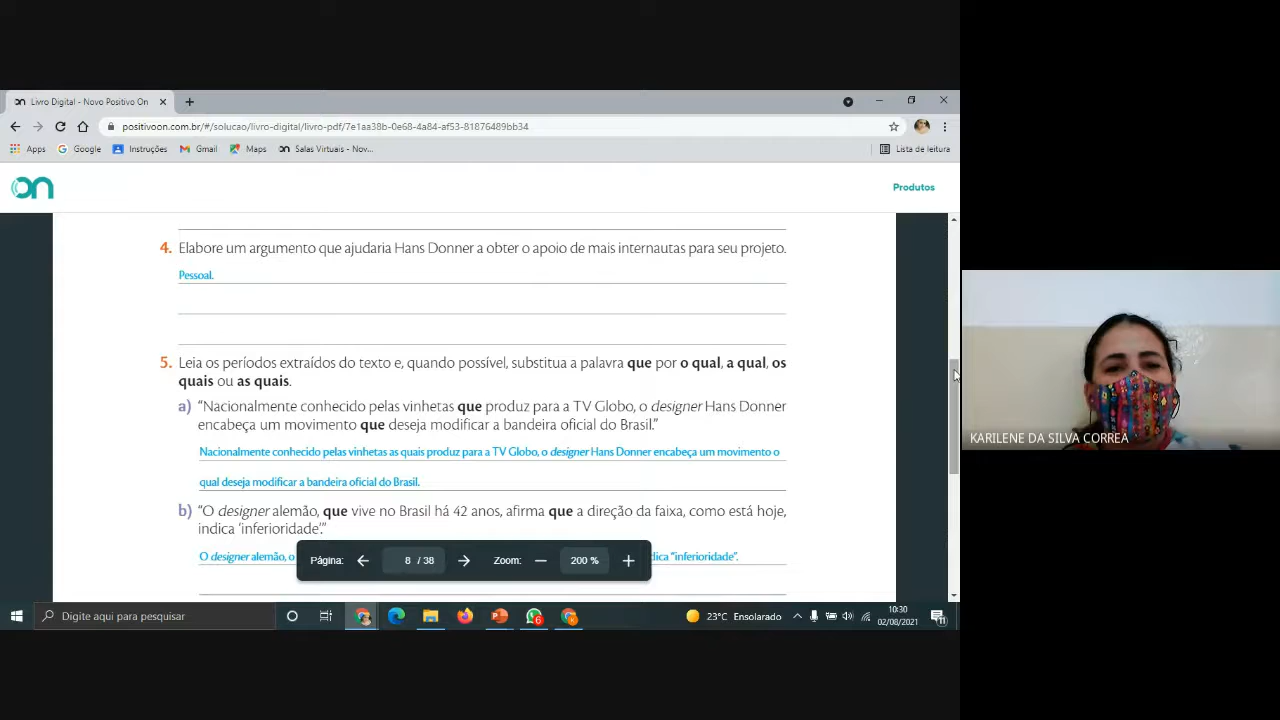 Livro Digital - Novo Positivo On
positivoon.com.br/#/solucao/livro-digital/livro-pdf/7e1aa38b-0e68-4a84-af53-81876489bb34
Apps Google Instruções Gmail Maps Salas Virtuais - Nov... Lista de leitura
on Produtos
4. Elabore um argumento que ajudaria Hans Donner a obter o apoio de mais internautas para seu projeto.
Pessoal.
5. Leia os períodos extraídos do texto e, quando possível, substitua a palavra que por o qual, a qual, os
quais ou as quais.
a) “Nacionalmente conhecido pelas vinhetas que produz para a TV Globo, o designer Hans Donner
encabeça um movimento que deseja modificar a bandeira oficial do Brasil.”
Nacionalmente conhecido pelas vinhetas as quais produz para a TV Globo, o designer Hans Donner encabeça um movimento o
qual deseja modificar a bandeira oficial do Brasil.
b) “O designer alemão, que vive no Brasil há 42 anos, afirma que a direção da faixa, como está hoje,
indica ‘inferioridade’.”
O designer alemão, o dica “inferioridade”.
Página: 8 / 38 Zoom: 200 %
KARILENE DA SILVA CORREA
Digite aqui para pesquisar
6
23°C Ensolarado
10:30
02/08/2021
11